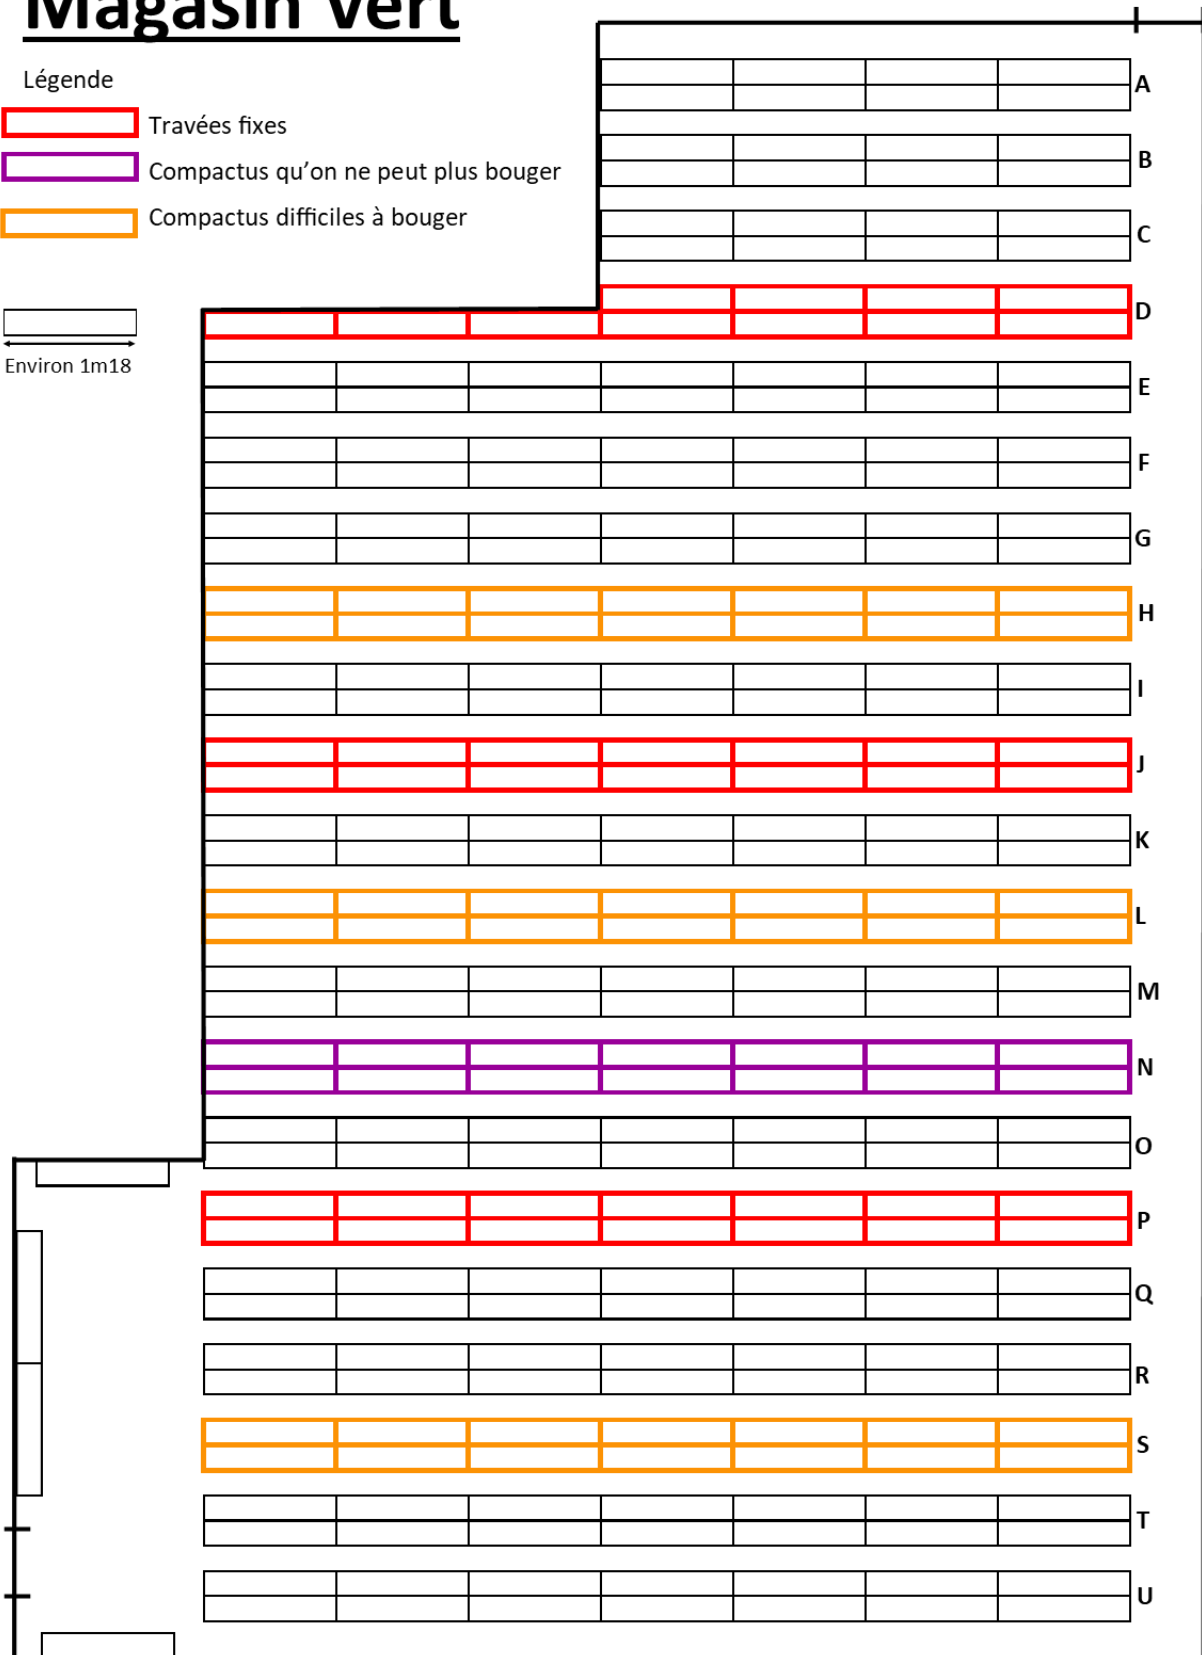 Magasin Vert
Légende
Travées fixes
Compactus qu'on ne peut plus bouger
Compactus difficiles à bouger
Environ 1m18
A
B
C
D
E
F
G
H
I
J
K
L
M
N
O
P
Q
R
S
T
U